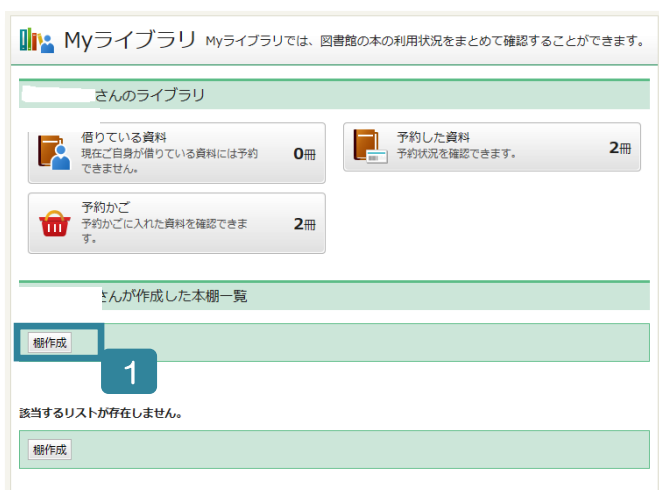 Myライブラリ Myライブラリでは、図書館の本の利用状況をまとめて確認することができます。
さんのライブラリ
借りている資料
現在ご自身が借りている資料には予約
できません。
0冊
予約した資料
予約状況を確認できます。
2冊
予約かご
予約かごに入れた資料を確認できま
す。
2冊
さんが作成した本棚一覧
棚作成
1
該当するリストが存在しません。
棚作成